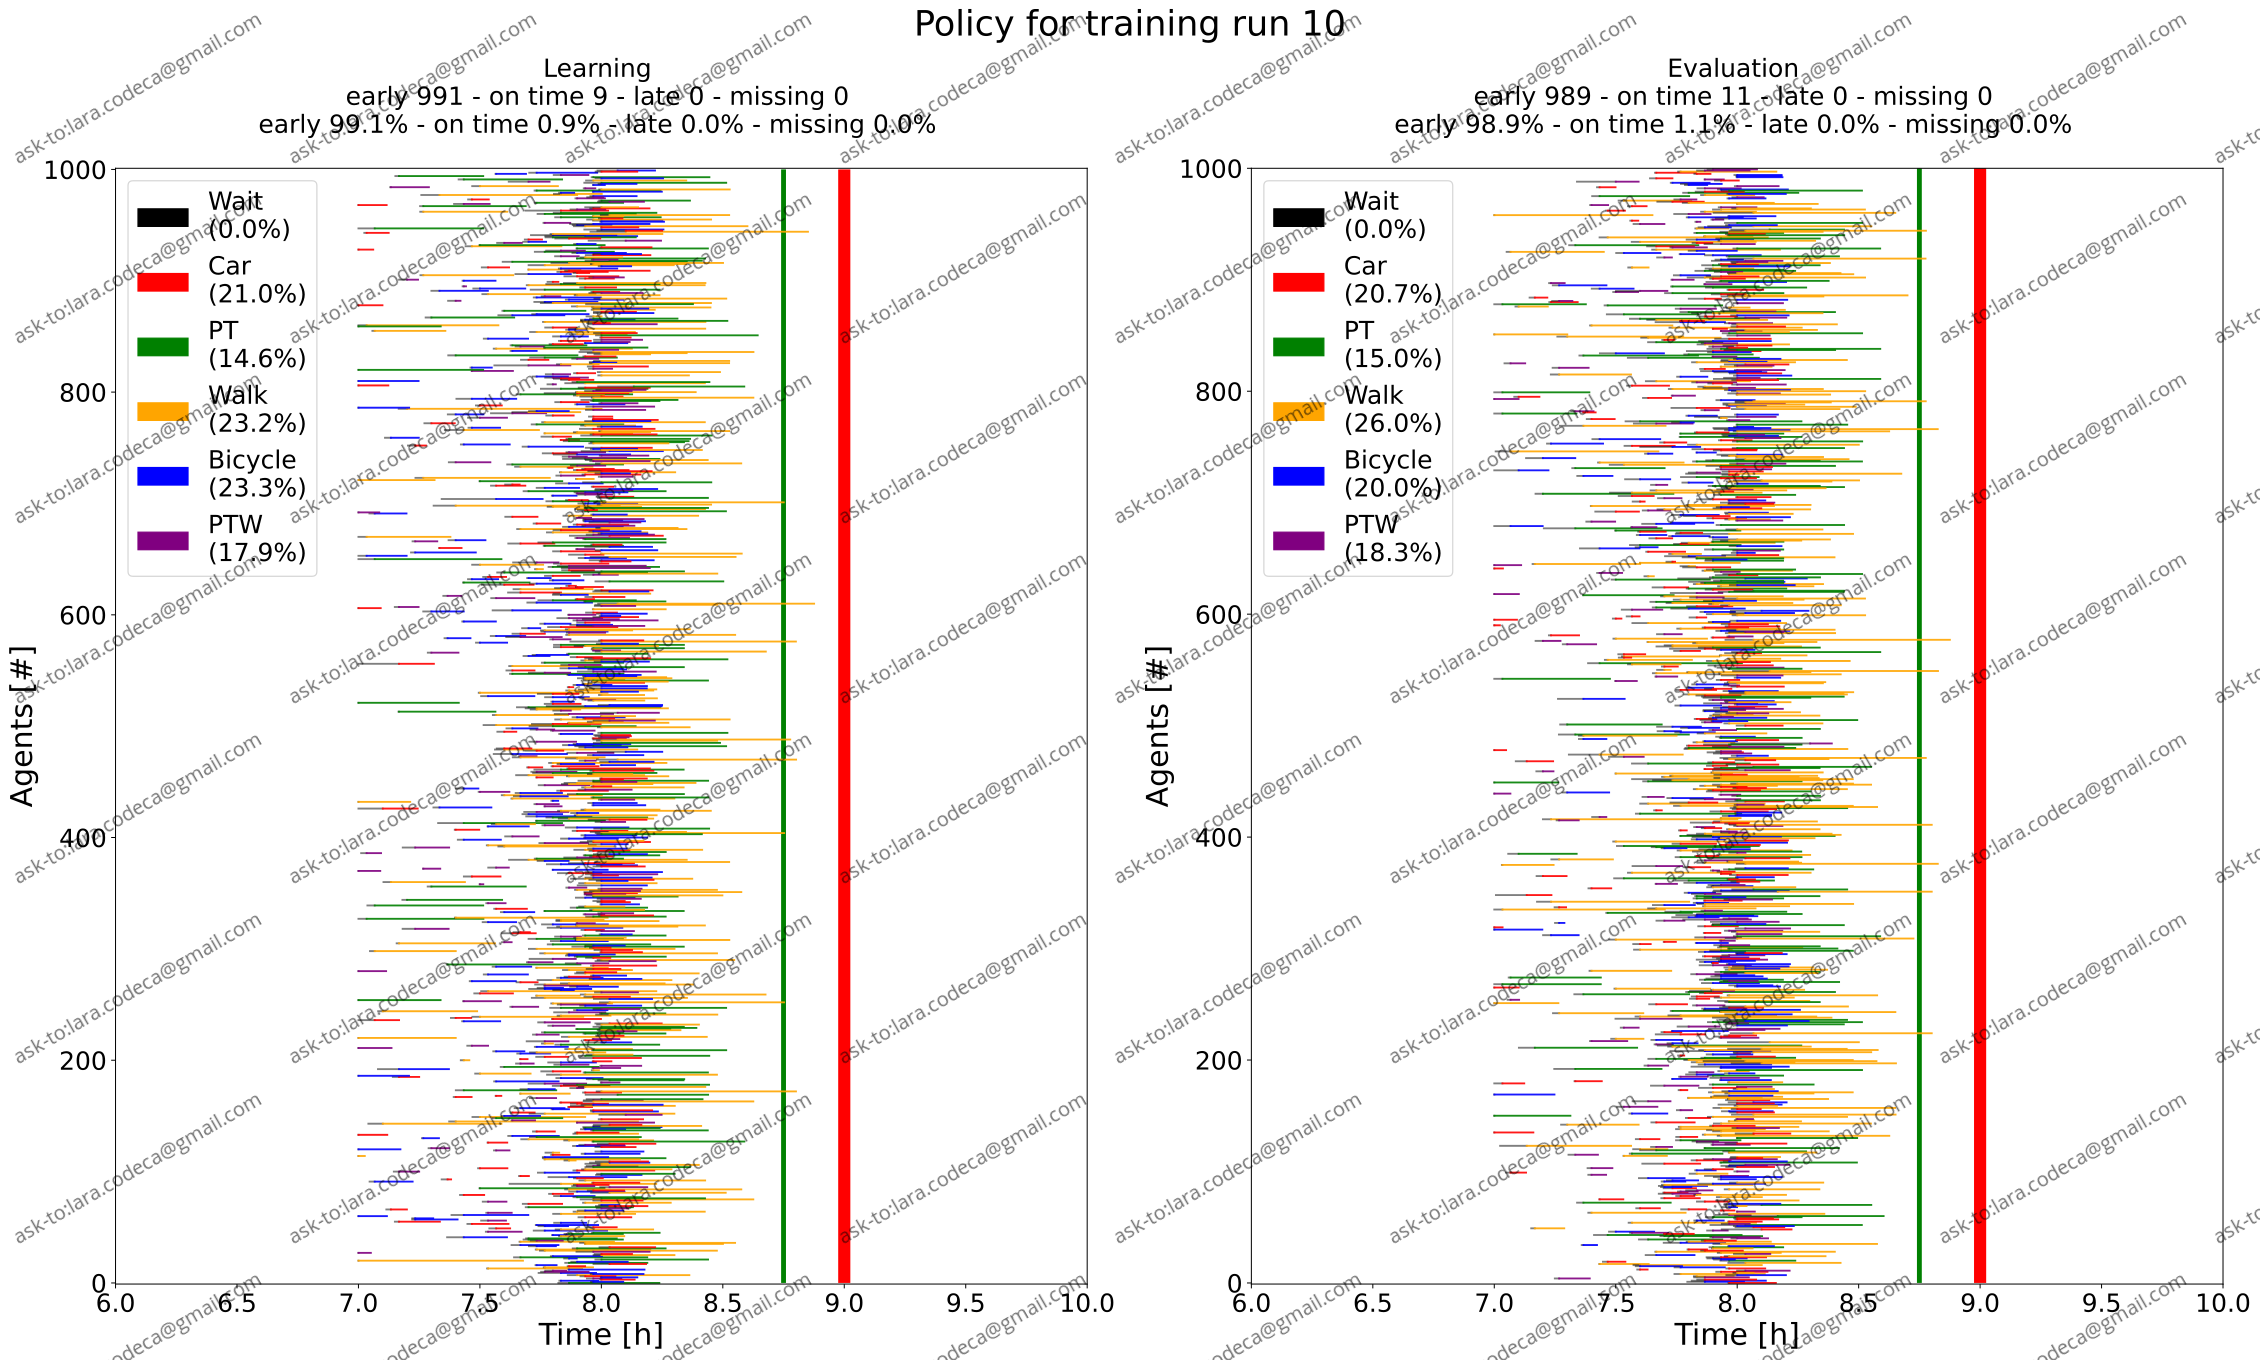 Policy for training run 10
Learning
early 991 - on time 9 - late 0 - missing 0
early 99.1% - on time 0.9% - late 0.0% - missing 0.0%
Wait
(0.0%)
Car
(21.0%)
PT
(14.6%)
Walk
(23.2%)
Bicycle
(23.3%)
PTW
(17.9%)
Agents [#]
1000
800
600
400
200
0
6.0 6.5 7.0 7.5 8.0 8.5 9.0 9.5 10.0
Time [h]
Evaluation
early 989 - on time 11 - late 0 - missing 0
early 98.9% - on time 1.1% - late 0.0% - missing 0.0%
Wait
(0.0%)
Car
(20.7%)
PT
(15.0%)
Walk
(26.0%)
Bicycle
(20.0%)
PTW
(18.3%)
Agents [#]
1000
800
600
400
200
0
6.0 6.5 7.0 7.5 8.0 8.5 9.0 9.5 10.0
Time [h]
ask-to:lara.codeca@gmail.com